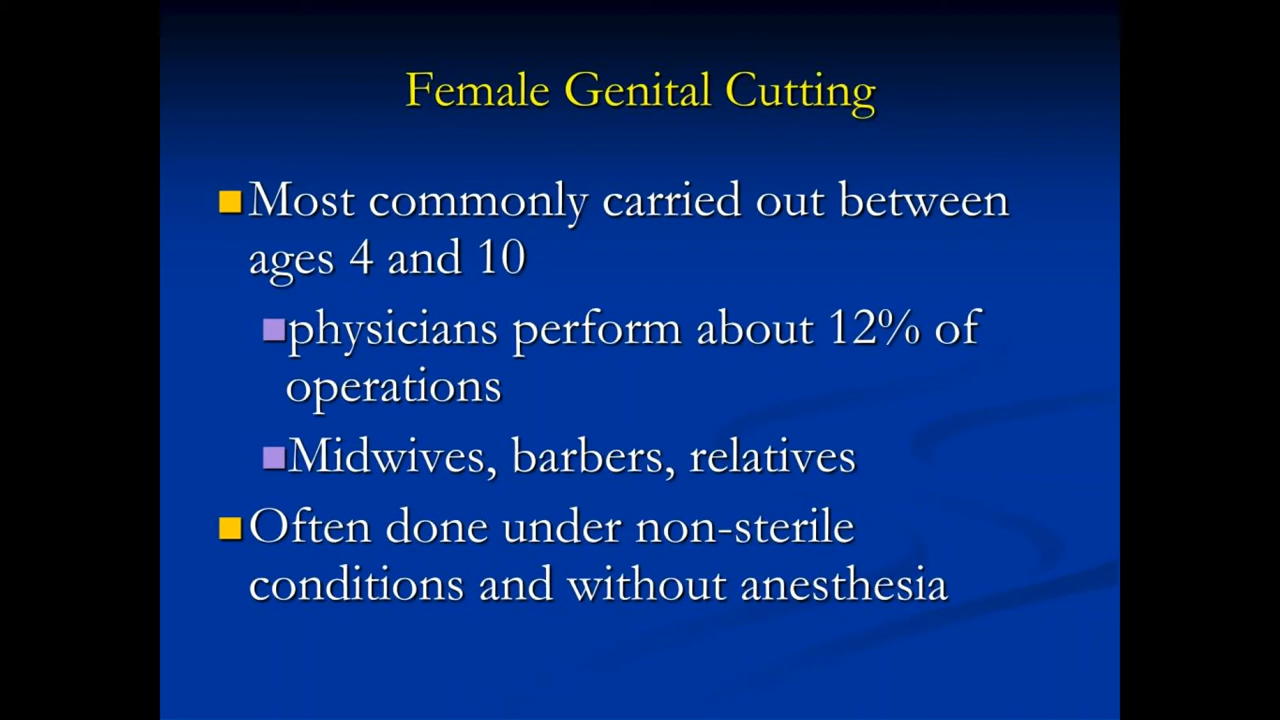 Female Genital Cutting
Most commonly carried out between
ages 4 and 10
physicians perform about 12% of
operations
Midwives, barbers, relatives
Often done under non-sterile
conditions and without anesthesia